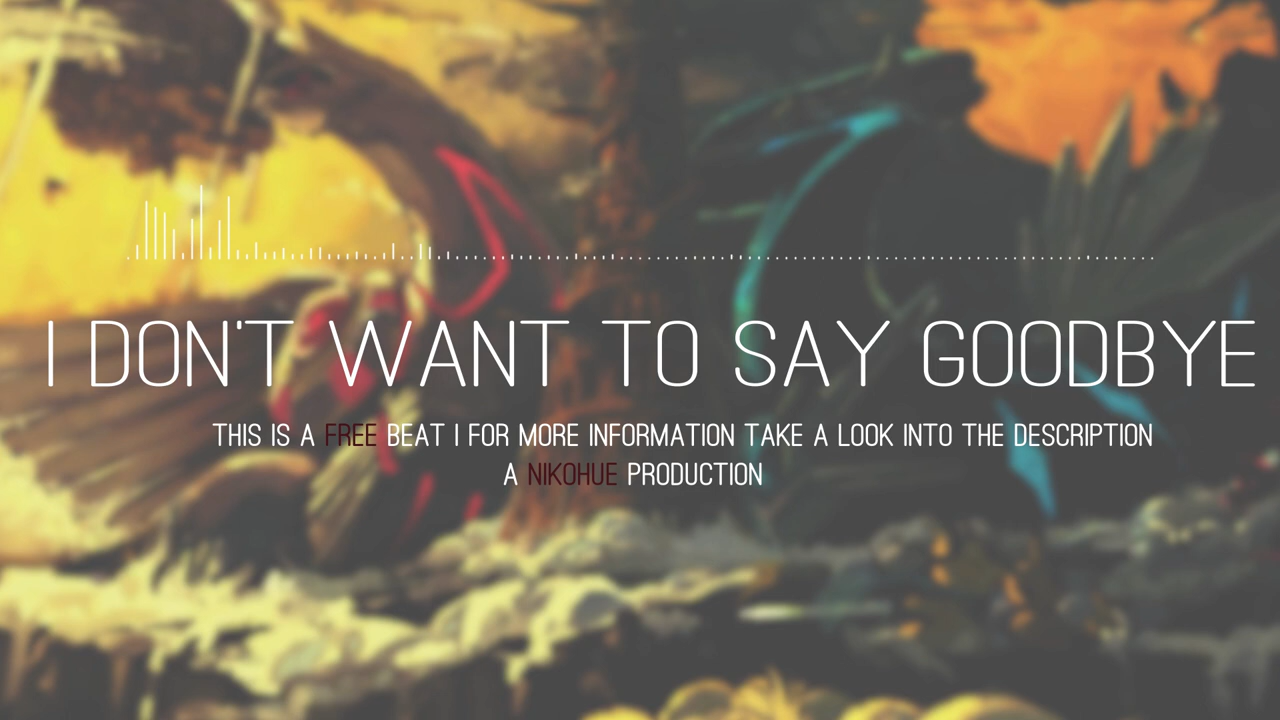 I DON'T WANT TO SAY GOODBYE
THIS IS A FREE BEAT I FOR MORE INFORMATION TAKE A LOOK INTO THE DESCRIPTION
A NIKOHUE PRODUCTION